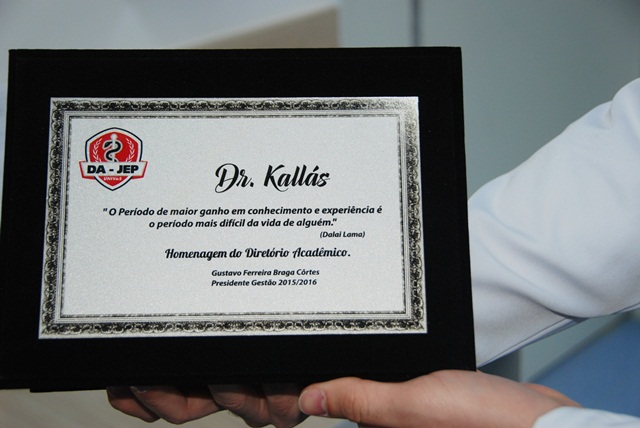 DA - JEP
Dr. Kallás
" O Período de maior ganho em conhecimento e experiência é
o período mais difícil da vida de alguém."
(Dalai Lama)
Homenagem do Diretório Acadêmico.
Gustavo Ferreira Braga Côrtes
Presidente Gestão 2015/2016